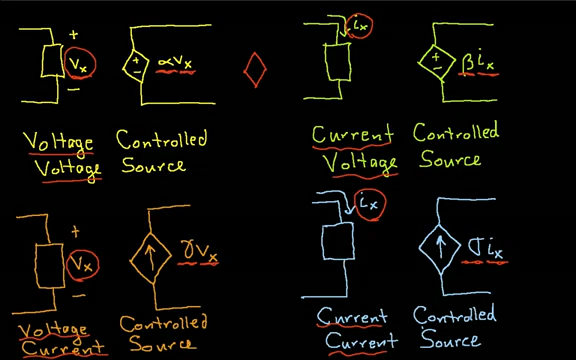 +
Vx
−
+
−
αvx
ix
+
−
βix
Voltage Controlled
Voltage Source
Current Controlled
Voltage Source
+
Vx
−
γvx
ix
σix
Voltage Controlled
Current Source
Current Controlled
Current Source